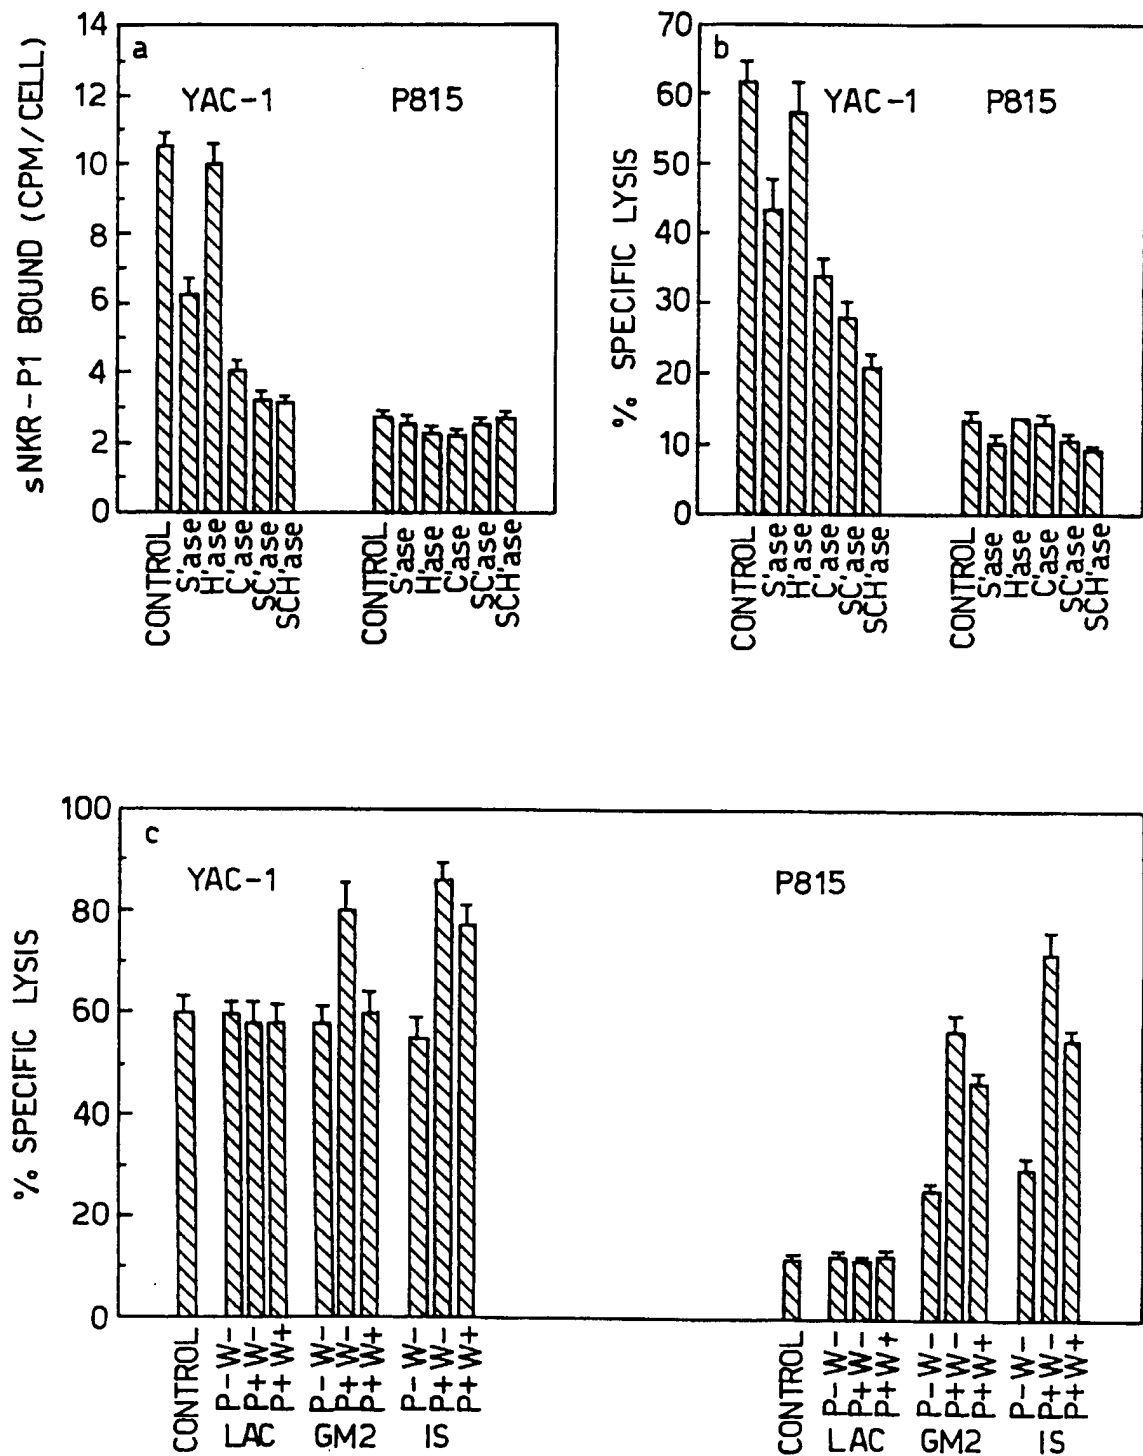 a
YAC-1
P815
sNKR-P1 BOUND (CPM/CELL)
14
12
10
8
6
4
2
0
CONTROL
S'ase
H'ase
C'ase
SC'ase
SCH'ase
CONTROL
S'ase
H'ase
C'ase
SC'ase
SCH'ase
b
YAC-1
P815
% SPECIFIC LYSIS
70
60
50
40
30
20
10
0
CONTROL
S'ase
H'ase
C'ase
SC'ase
SCH'ase
CONTROL
S'ase
H'ase
C'ase
SC'ase
SCH'ase
c
YAC-1
P815
% SPECIFIC LYSIS
100
80
60
40
20
0
CONTROL
P- W-
P+ W-
P+ W+
LAC
P- W-
P+ W-
P+ W+
GM2
P- W-
P+ W-
P+ W+
IS
CONTROL
P- W-
P+ W-
P+ W+
LAC
P- W-
P+ W-
P+ W+
GM2
P- W-
P+ W-
P+ W+
IS